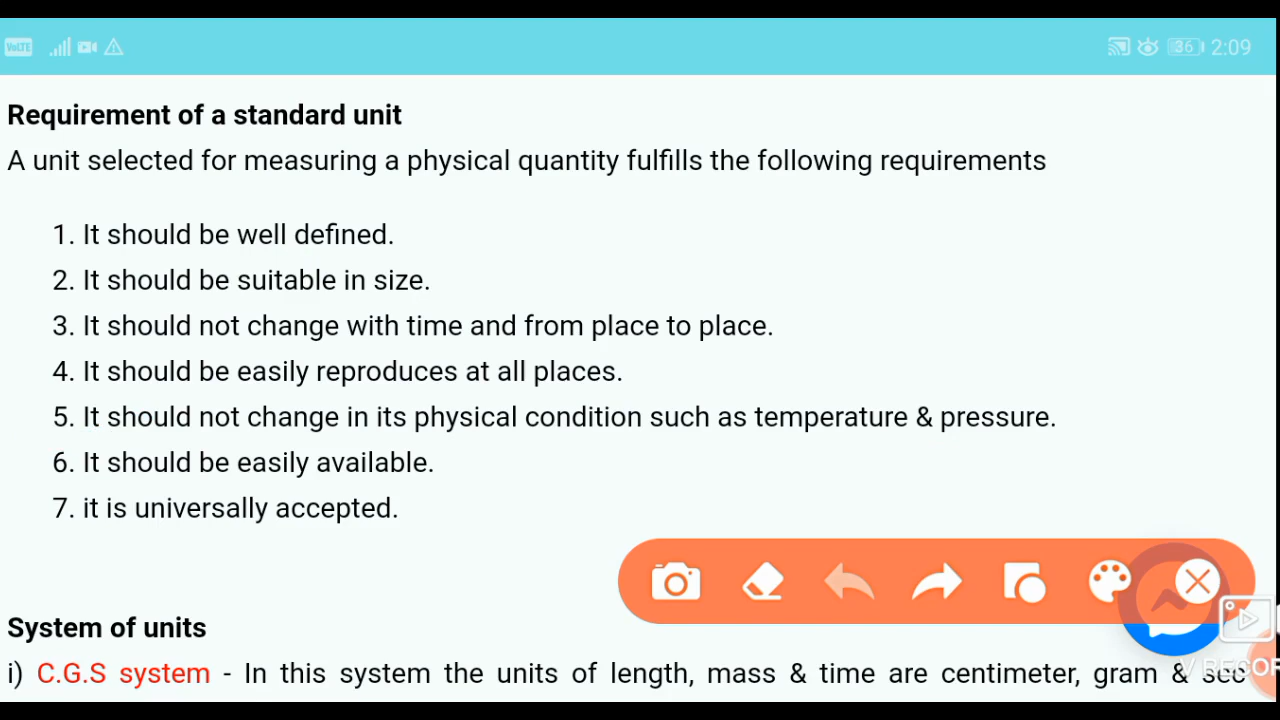 VoLTE 36 2:09
Requirement of a standard unit
A unit selected for measuring a physical quantity fulfills the following requirements
1. It should be well defined.
2. It should be suitable in size.
3. It should not change with time and from place to place.
4. It should be easily reproduces at all places.
5. It should not change in its physical condition such as temperature & pressure.
6. It should be easily available.
7. it is universally accepted.
System of units
i) C.G.S system - In this system the units of length, mass & time are centimeter, gram & sec
RECOR